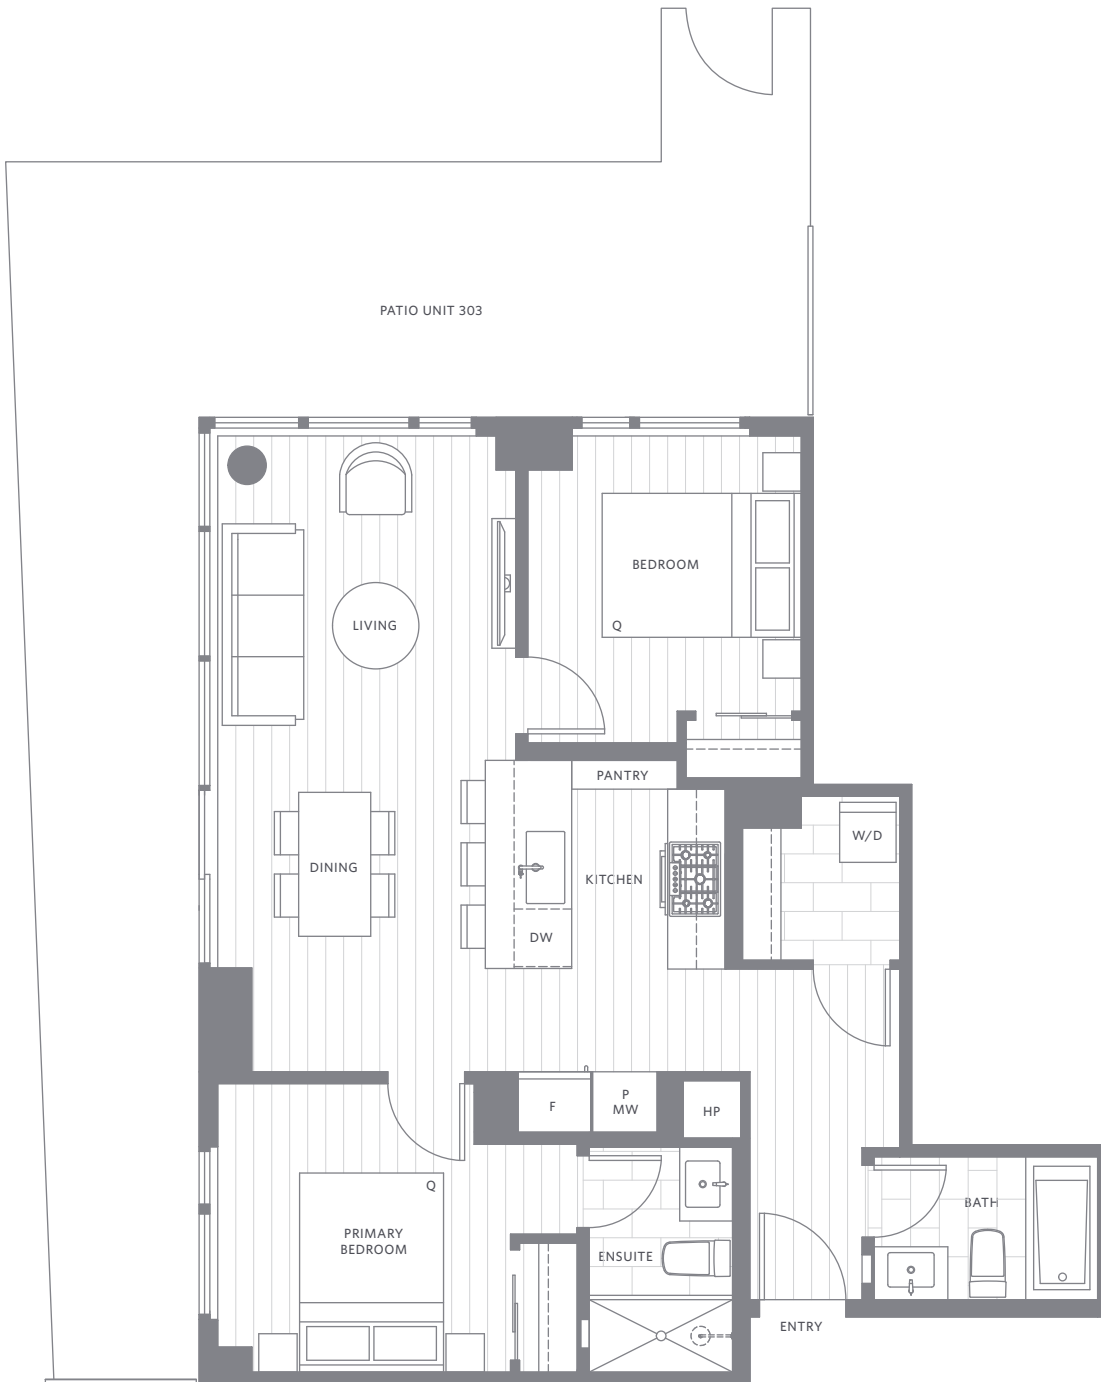 PATIO UNIT 303
BEDROOM
Q
LIVING
PANTRY
W/D
DINING
KITCHEN
DW
F
P
MW
HP
Q
PRIMARY
BEDROOM
ENSUITE
BATH
ENTRY